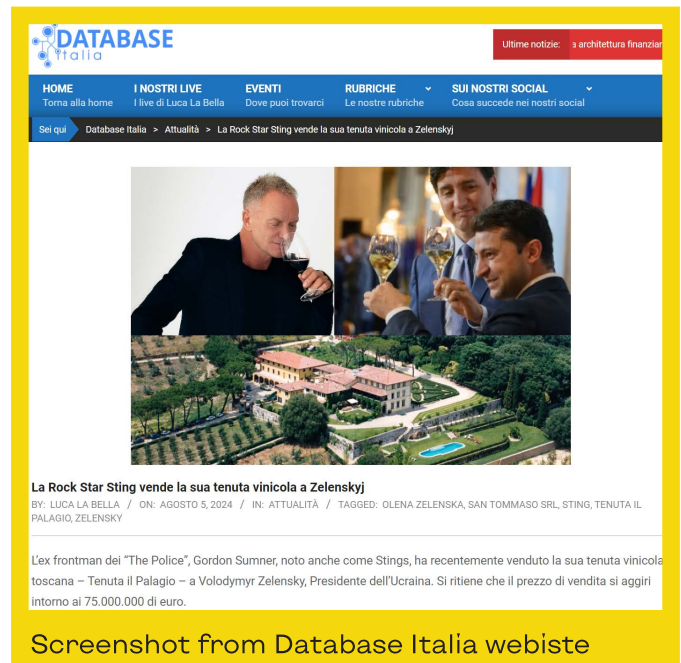 DATABASE
Italia
Ultime notizie: a architettura finanziar
HOME I NOSTRI LIVE EVENTI RUBRICHE SUI NOSTRI SOCIAL
Torna alla home I live di Luca La Bella Dove puoi trovarci Le nostre rubriche Cosa succede nei nostri social
Sei qui Database Italia > Attualità > La Rock Star Sting vende la sua tenuta vinicola a Zelenskyj
La Rock Star Sting vende la sua tenuta vinicola a Zelenskyj
BY: LUCA LA BELLA / ON: AGOSTO 5, 2024 / IN: ATTUALITÀ / TAGGED: OLENA ZELENSKA, SAN TOMMASO SRL, STING, TENUTA IL
PALAGIO, ZELENSKY
L'ex frontman dei “The Police”, Gordon Sumner, noto anche come Stings, ha recentemente venduto la sua tenuta vinicola
toscana – Tenuta il Palagio – a Volodymyr Zelensky, Presidente dell'Ucraina. Si ritiene che il prezzo di vendita si aggiri
intorno ai 75.000.000 di euro.
Screenshot from Database Italia webiste